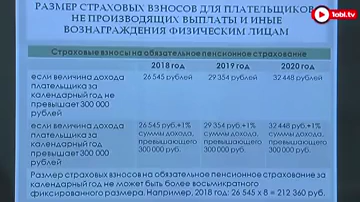 1obl.tv
РАЗМЕР СТРАХОВЫХ ВЗНОСОВ ДЛЯ ПЛАТЕЛЬЩИКОВ
НЕ ПРОИЗВОДЯЩИХ ВЫПЛАТЫ И ИНЫЕ
ВОЗНАГРАЖДЕНИЯ ФИЗИЧЕСКИМ ЛИЦАМ
Страховые взносы на обязательное пенсионное страхование
2018 год 2019 год 2020 год
если величина дохода 26 545 рублей 29 354 рублей 32 448 рублей
плательщика за
календарный год не
превышает 300 000
рублей
если величина дохода 26 545 руб.+1% 29 354 руб.+1% 32 448 руб.+1%
плательщика за суммы дохода, суммы дохода, суммы дохода,
календарный год превышающего превышающего превышающего
превышает 300 000 300 000 руб. 300 000 руб. 300 000 руб.
руб.
Размер страховых взносов на обязательное пенсионное страхование за
календарный год не может быть более восьмикратного
фиксированного размера. Например, 2018 год: 26 545 х 8 = 212 360 руб.